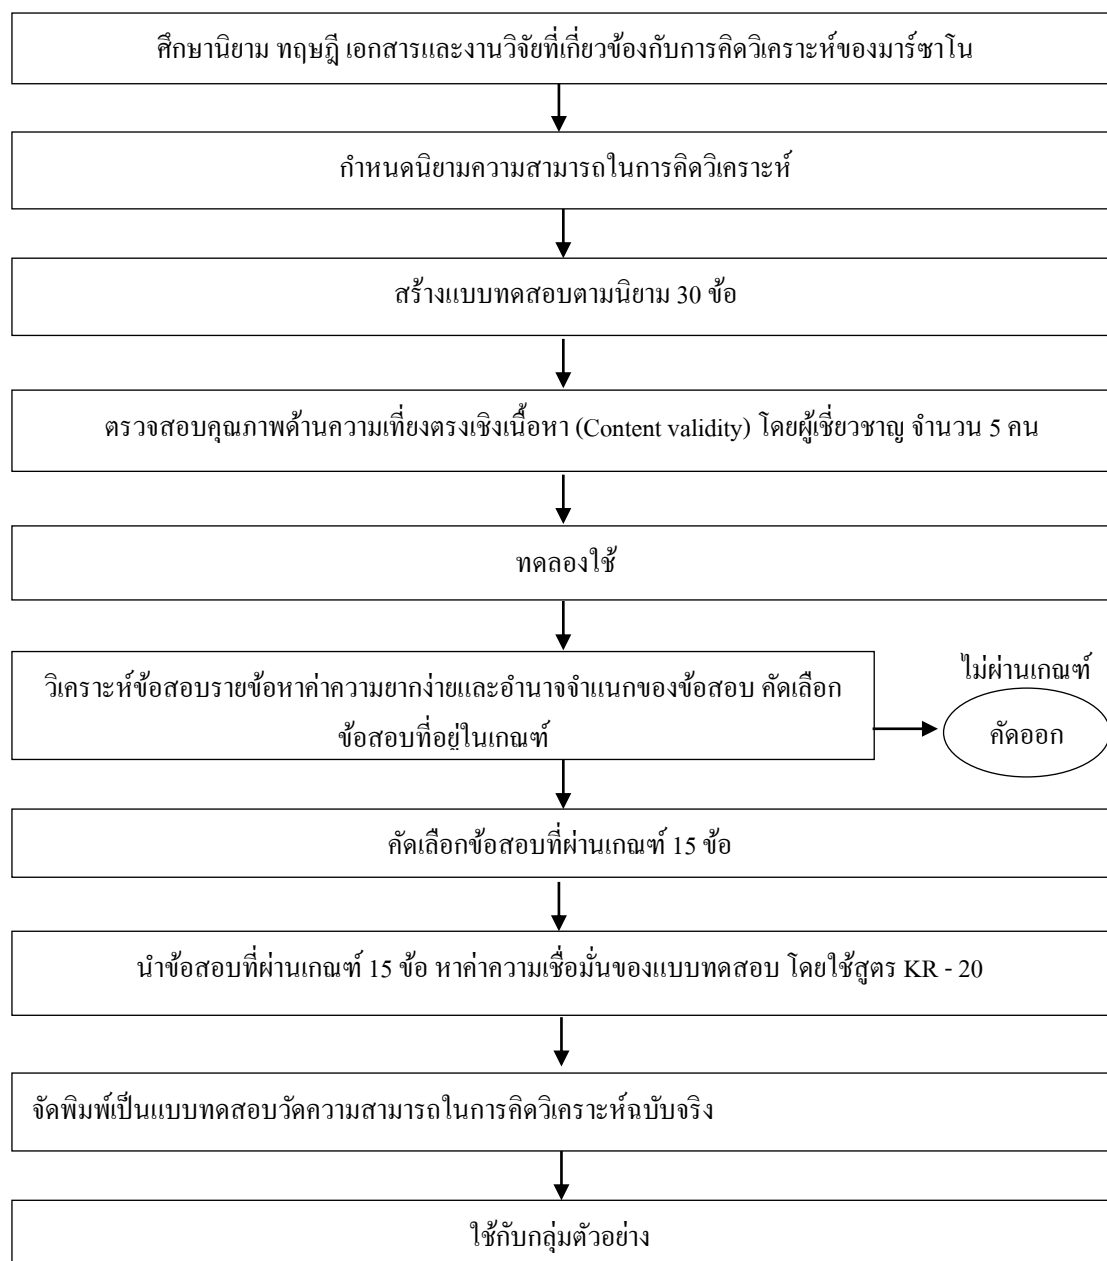 ศึกษานิยาม ทฤษฎี เอกสารและงานวิจัยที่เกี่ยวข้องกับการคิดวิเคราะห์ของมาร์ซาโน
กำหนดนิยามความสามารถในการคิดวิเคราะห์
สร้างแบบทดสอบตามนิยาม 30 ข้อ
ตรวจสอบคุณภาพด้านความเที่ยงตรงเชิงเนื้อหา (Content validity) โดยผู้เชี่ยวชาญ จำนวน 5 คน
ทดลองใช้
วิเคราะห์ข้อสอบรายข้อหาค่าความยากง่ายและอำนาจจำแนกของข้อสอบ คัดเลือก
ข้อสอบที่อยู่ในเกณฑ์
ไม่ผ่านเกณฑ์
คัดออก
คัดเลือกข้อสอบที่ผ่านเกณฑ์ 15 ข้อ
นำข้อสอบที่ผ่านเกณฑ์ 15 ข้อ หาค่าความเชื่อมั่นของแบบทดสอบ โดยใช้สูตร KR - 20
จัดพิมพ์เป็นแบบทดสอบวัดความสามารถในการคิดวิเคราะห์ฉบับจริง
ใช้กับกลุ่มตัวอย่าง